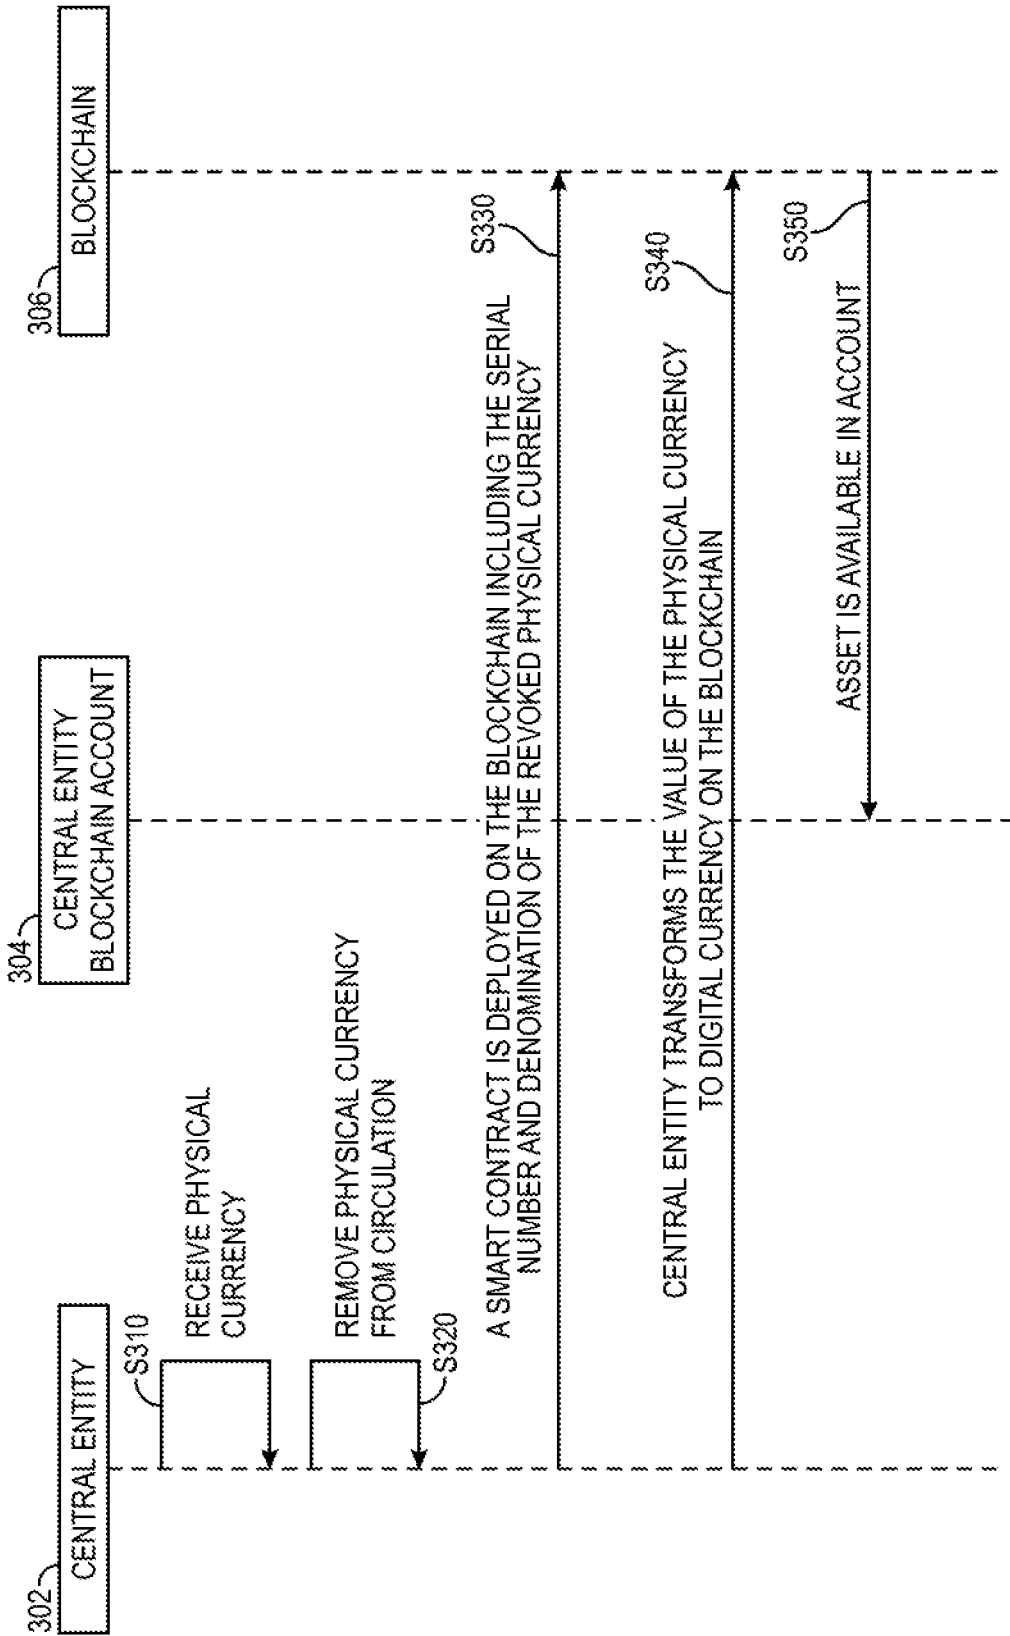 302
CENTRAL ENTITY
304
CENTRAL ENTITY
BLOCKCHAIN ACCOUNT
306
BLOCKCHAIN
S310
RECEIVE PHYSICAL
CURRENCY
REMOVE PHYSICAL CURRENCY
FROM CIRCULATION
S320
A SMART CONTRACT IS DEPLOYED ON THE BLOCKCHAIN INCLUDING THE SERIAL
NUMBER AND DENOMINATION OF THE REVOKED PHYSICAL CURRENCY
S330
CENTRAL ENTITY TRANSFORMS THE VALUE OF THE PHYSICAL CURRENCY
TO DIGITAL CURRENCY ON THE BLOCKCHAIN
S340
ASSET IS AVAILABLE IN ACCOUNT
S350